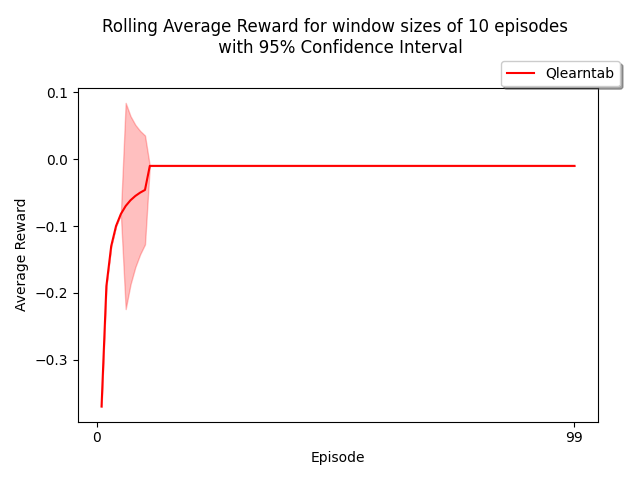 Rolling Average Reward for window sizes of 10 episodes
with 95% Confidence Interval
Qlearntab
0.1
0.0
−0.1
−0.2
−0.3
Average Reward
0
99
Episode